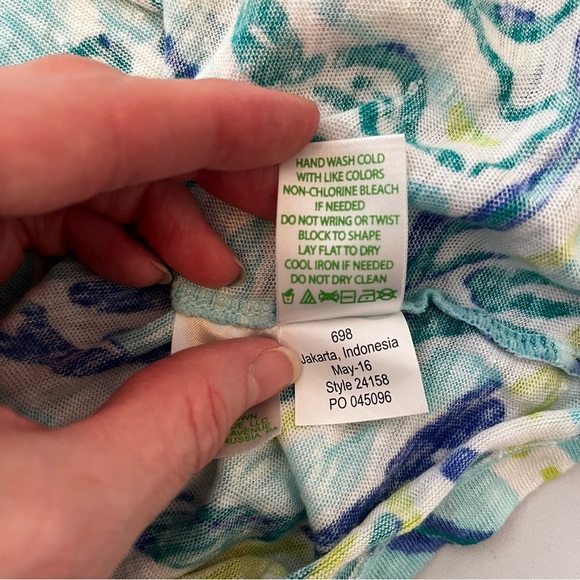 HAND WASH COLD
WITH LIKE COLORS
NON-CHLORINE BLEACH
IF NEEDED
DO NOT WRING OR TWIST
BLOCK TO SHAPE
LAY FLAT TO DRY
COOL IRON IF NEEDED
DO NOT DRY CLEAN
698
Jakarta, Indonesia
May-16
Style 24158
PO 045096
AVENUE